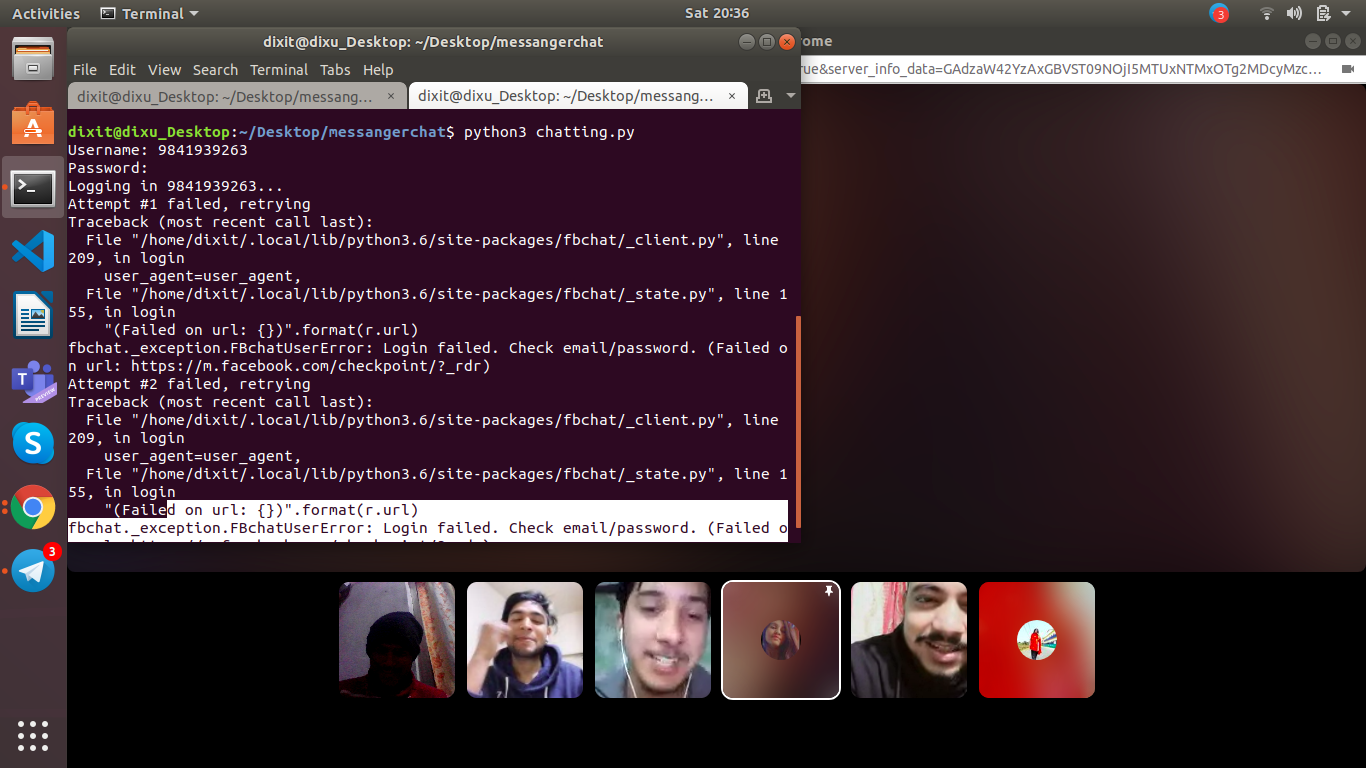 Activities
Terminal
Sat 20:36
3
dixit@dixu_Desktop: ~/Desktop/messangerchat
File Edit View Search Terminal Tabs Help
rue&server_info_data=GAdzaW42YzAxGBVST09NOjI5MTUxNTMxOTg2MDcyMzc…
dixit@dixu_Desktop: ~/Desktop/messang… ×
dixit@dixu_Desktop: ~/Desktop/messang… ×
dixit@dixu_Desktop:~/Desktop/messangerchat$ python3 chatting.py
Username: 9841939263
Password:
Logging in 9841939263...
Attempt #1 failed, retrying
Traceback (most recent call last):
  File "/home/dixit/.local/lib/python3.6/site-packages/fbchat/_client.py", line
209, in login
    user_agent=user_agent,
  File "/home/dixit/.local/lib/python3.6/site-packages/fbchat/_state.py", line 1
55, in login
    "(Failed on url: {})".format(r.url)
fbchat._exception.FBchatUserError: Login failed. Check email/password. (Failed o
n url: https://m.facebook.com/checkpoint/?_rdr)
Attempt #2 failed, retrying
Traceback (most recent call last):
  File "/home/dixit/.local/lib/python3.6/site-packages/fbchat/_client.py", line
209, in login
    user_agent=user_agent,
  File "/home/dixit/.local/lib/python3.6/site-packages/fbchat/_state.py", line 1
55, in login
    "(Failed on url: {})".format(r.url)
fbchat._exception.FBchatUserError: Login failed. Check email/password. (Failed o
T
PREVIEW
S
3